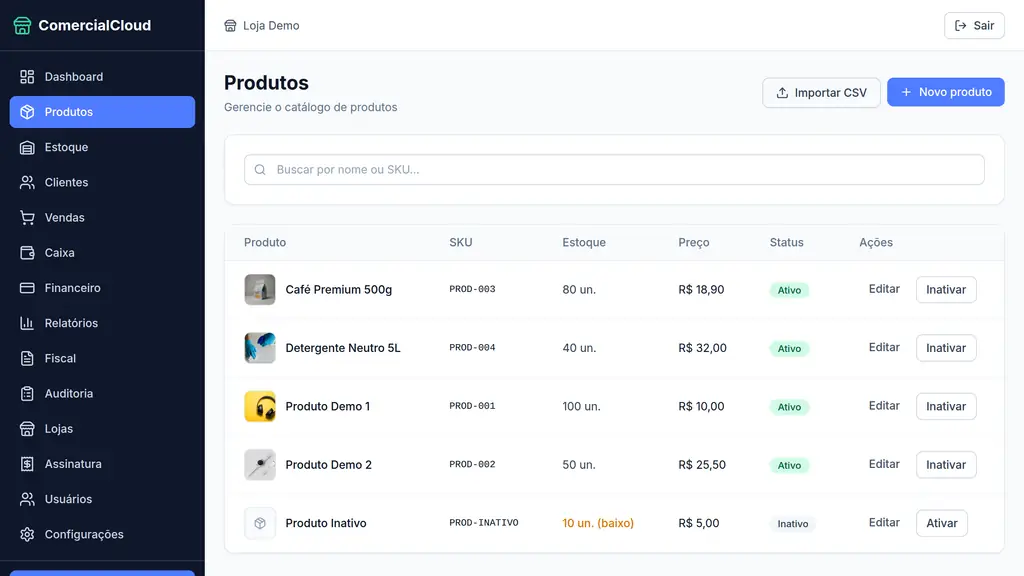 ComercialCloud
Dashboard
Produtos
Estoque
Clientes
Vendas
Caixa
Financeiro
Relatórios
Fiscal
Auditoria
Lojas
Assinatura
Usuários
Configurações
Loja Demo
Sair
Produtos
Gerencie o catálogo de produtos
Importar CSV
Novo produto
Buscar por nome ou SKU...
Produto SKU Estoque Preço Status Ações
Café Premium 500g PROD-003 80 un. R$ 18,90 Ativo Editar Inativar
Detergente Neutro 5L PROD-004 40 un. R$ 32,00 Ativo Editar Inativar
Produto Demo 1 PROD-001 100 un. R$ 10,00 Ativo Editar Inativar
Produto Demo 2 PROD-002 50 un. R$ 25,50 Ativo Editar Inativar
Produto Inativo PROD-INATIVO 10 un. (baixo) R$ 5,00 Inativo Editar Ativar